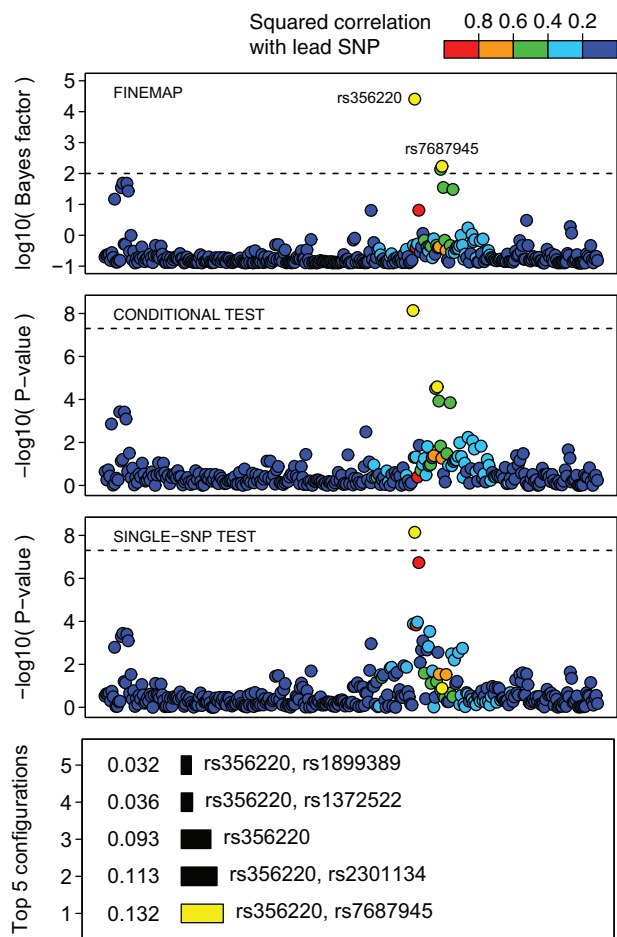 Squared correlation
with lead SNP
0.8 0.6 0.4 0.2
FINEMAP
rs356220
rs7687945
log10( Bayes factor)
5
4
3
2
1
0
−1
CONDITIONAL TEST
−log10( P−value)
8
6
4
2
0
SINGLE−SNP TEST
−log10( P−value)
8
6
4
2
0
Top 5 configurations
5 0.032 rs356220, rs1899389
4 0.036 rs356220, rs1372522
3 0.093 rs356220
2 0.113 rs356220, rs2301134
1 0.132 rs356220, rs7687945